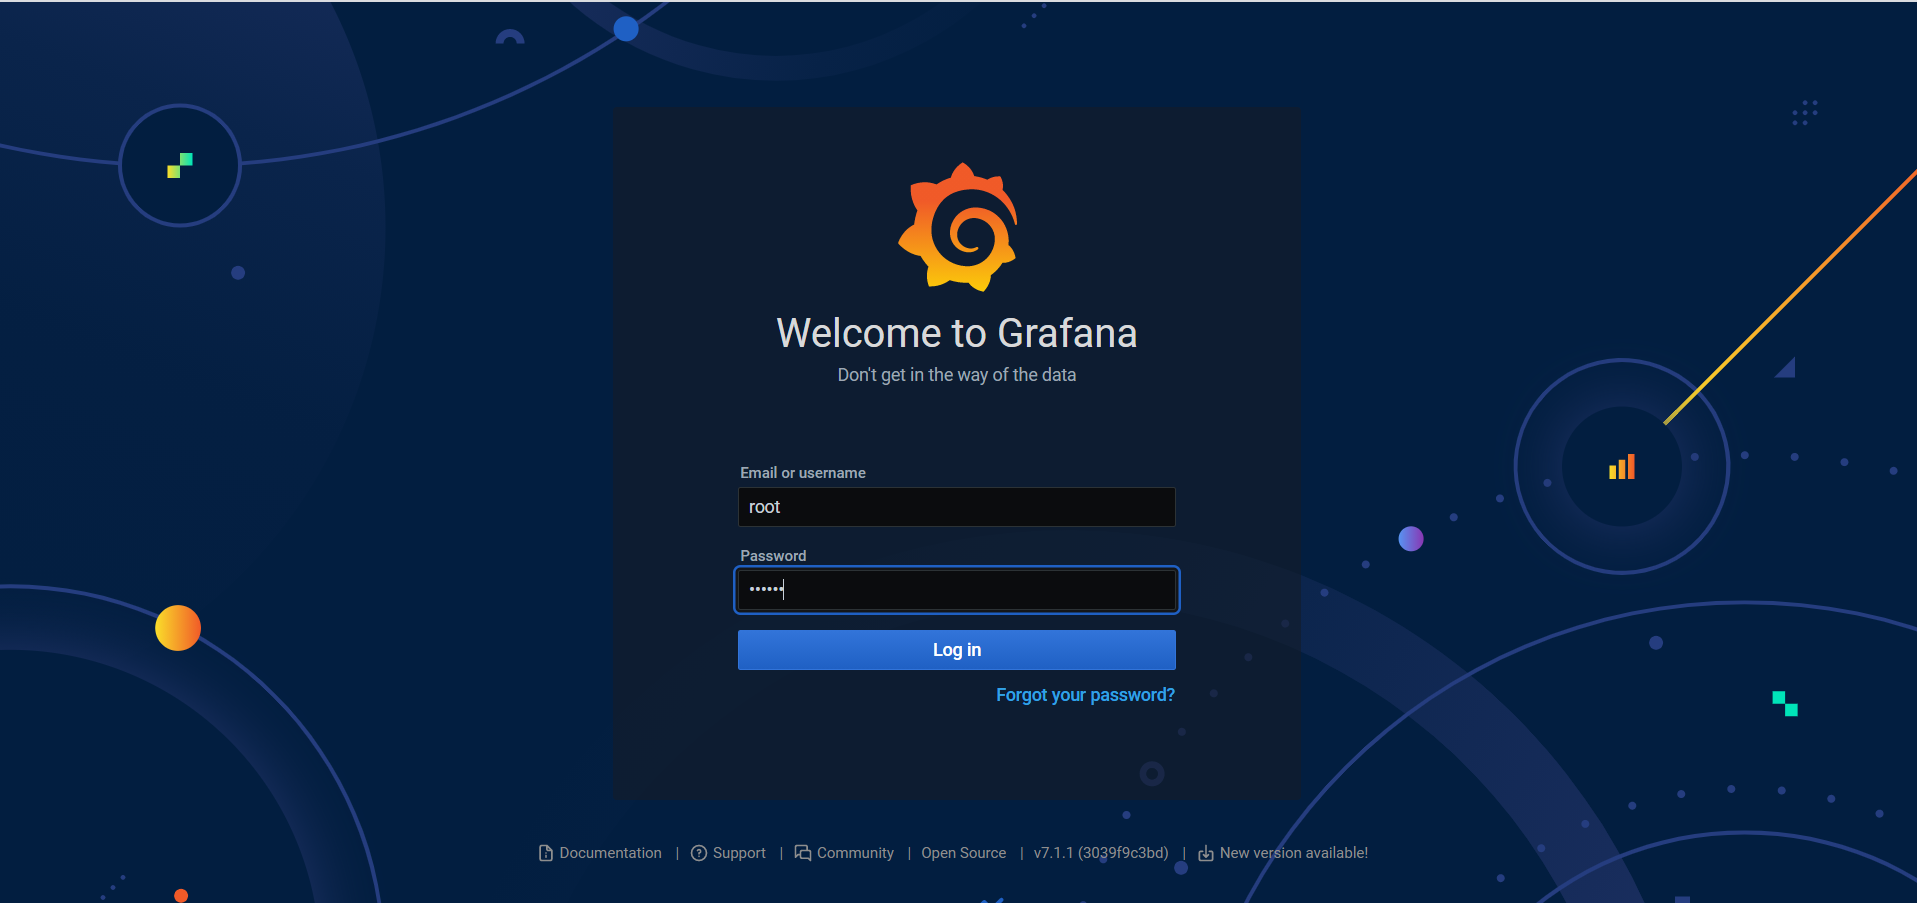 Welcome to Grafana
Don't get in the way of the data
Email or username
root
Password
••••••
Log in
Forgot your password?
Documentation | Support | Community | Open Source | v7.1.1 (3039f9c3bd) | New version available!